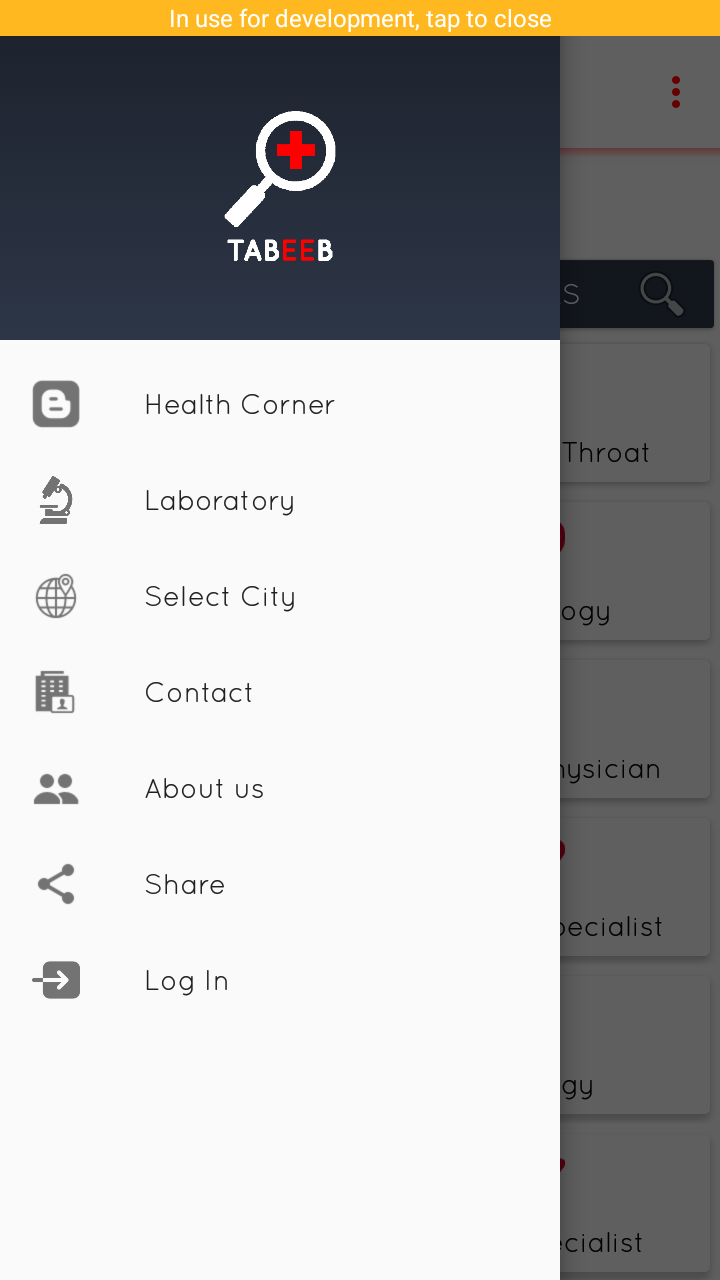 In use for development, tap to close
TABEEB
S
Throat
Health Corner
Laboratory
ogy
Select City
Contact
hysician
About us
Share
pecialist
Log In
gy
ecialist